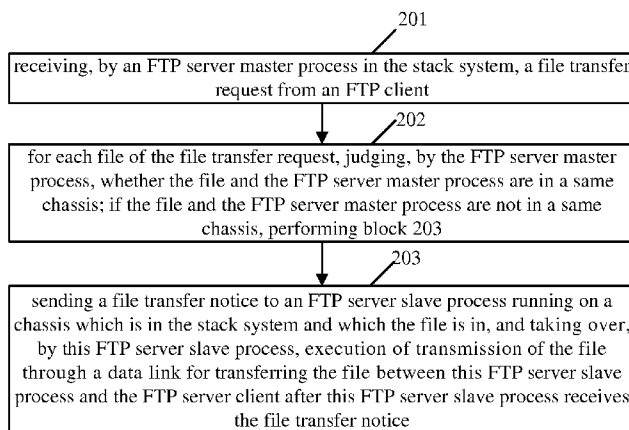 201
receiving, by an FTP server master process in the stack system, a file transfer
request from an FTP client
202
for each file of the file transfer request, judging, by the FTP server master
process, whether the file and the FTP server master process are in a same
chassis; if the file and the FTP server master process are not in a same
chassis, performing block 203
203
sending a file transfer notice to an FTP server slave process running on a
chassis which is in the stack system and which the file is in, and taking over,
by this FTP server slave process, execution of transmission of the file
through a data link for transferring the file between this FTP server slave
process and the FTP server client after this FTP server slave process receives
the file transfer notice